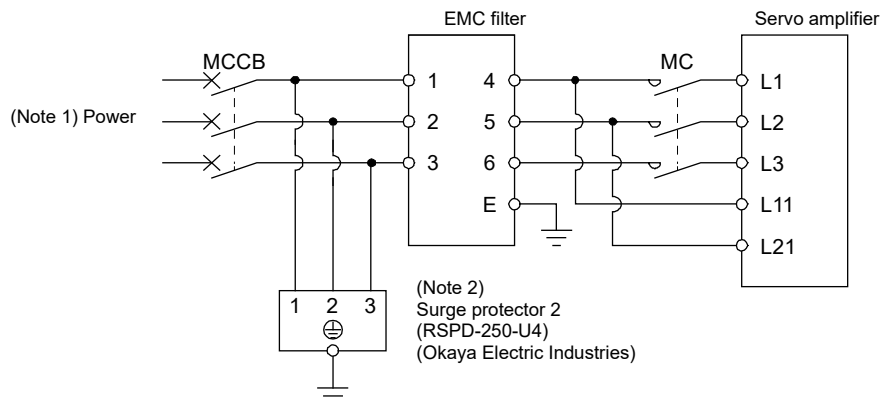 EMC filter
Servo amplifier
MCCB
MC
1
4
L1
(Note 1) Power
2
5
L2
3
6
L3
E
L11
L21
1 2 3
(Note 2)
Surge protector 2
(RSPD-250-U4)
(Okaya Electric Industries)